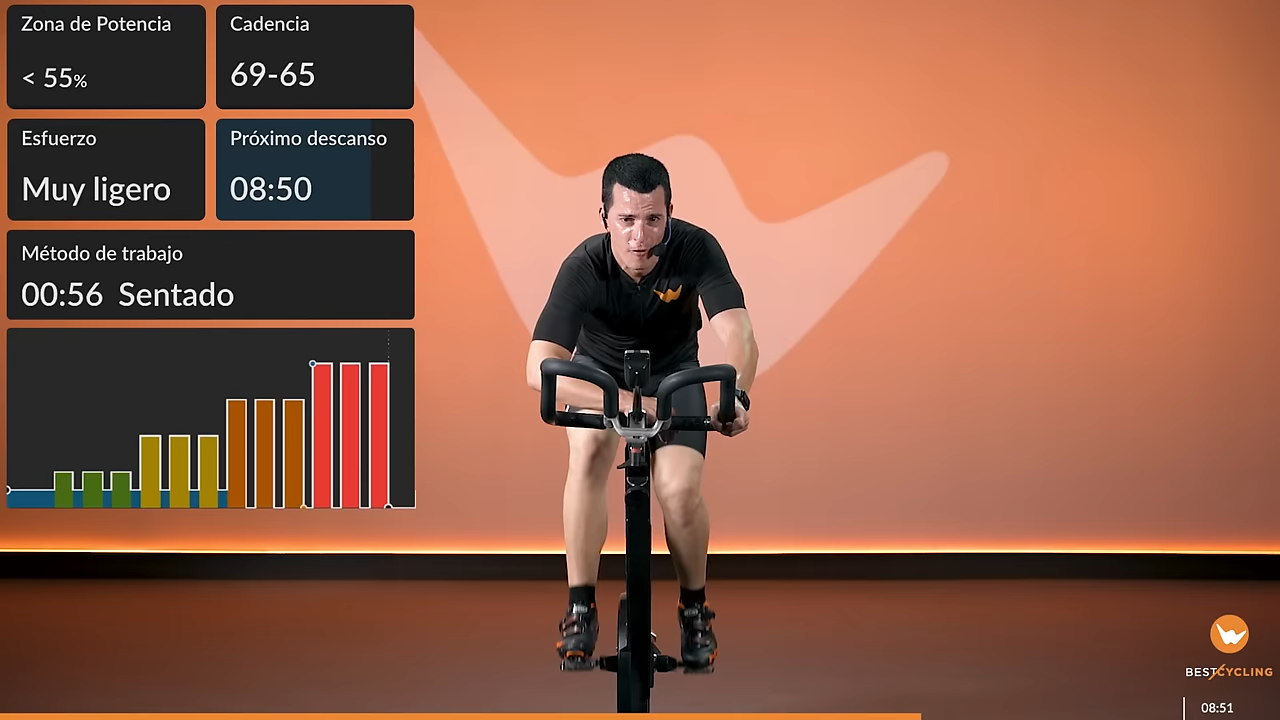 Zona de Potencia
< 55%
Cadencia
69-65
Esfuerzo
Muy ligero
Próximo descanso
08:50
Método de trabajo
00:56 Sentado
BESTCYCLING
08:51